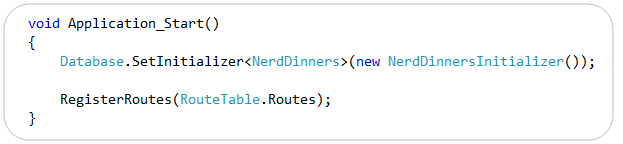 void Application_Start()
{
    Database.SetInitializer<NerdDinners>(new NerdDinnersInitializer());
    RegisterRoutes(RouteTable.Routes);
}